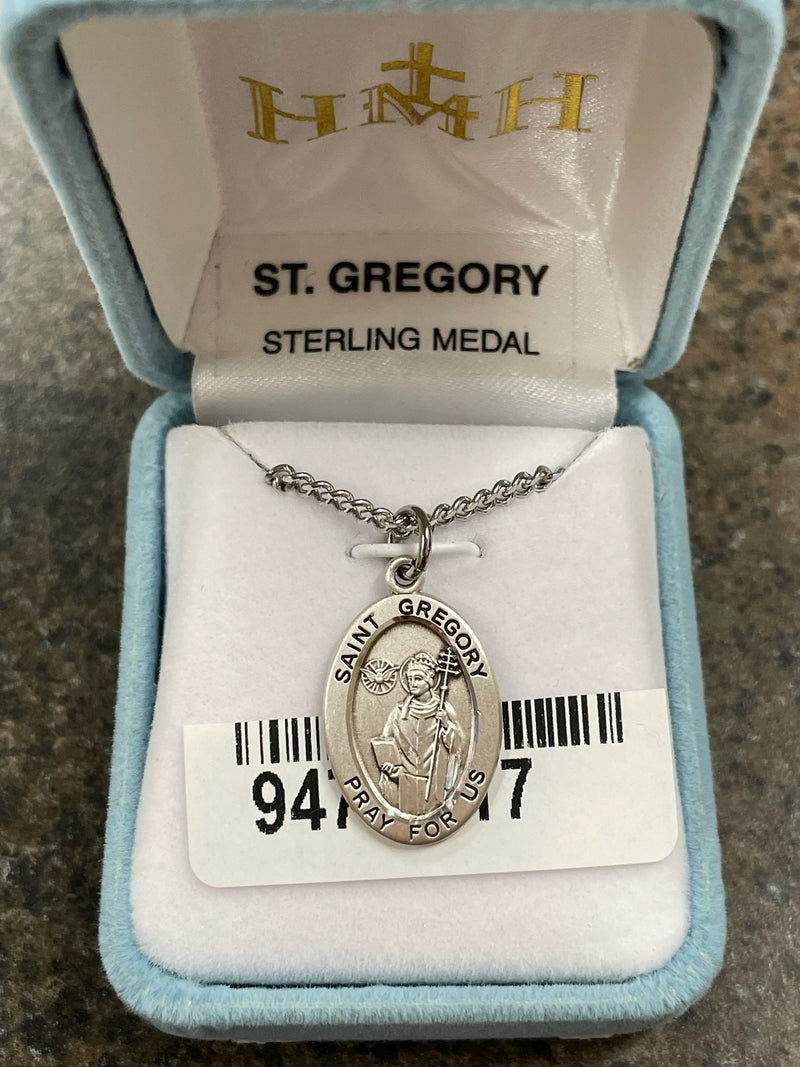 HMH
ST. GREGORY
STERLING MEDAL
SAINT GREGORY
PRAY FOR US